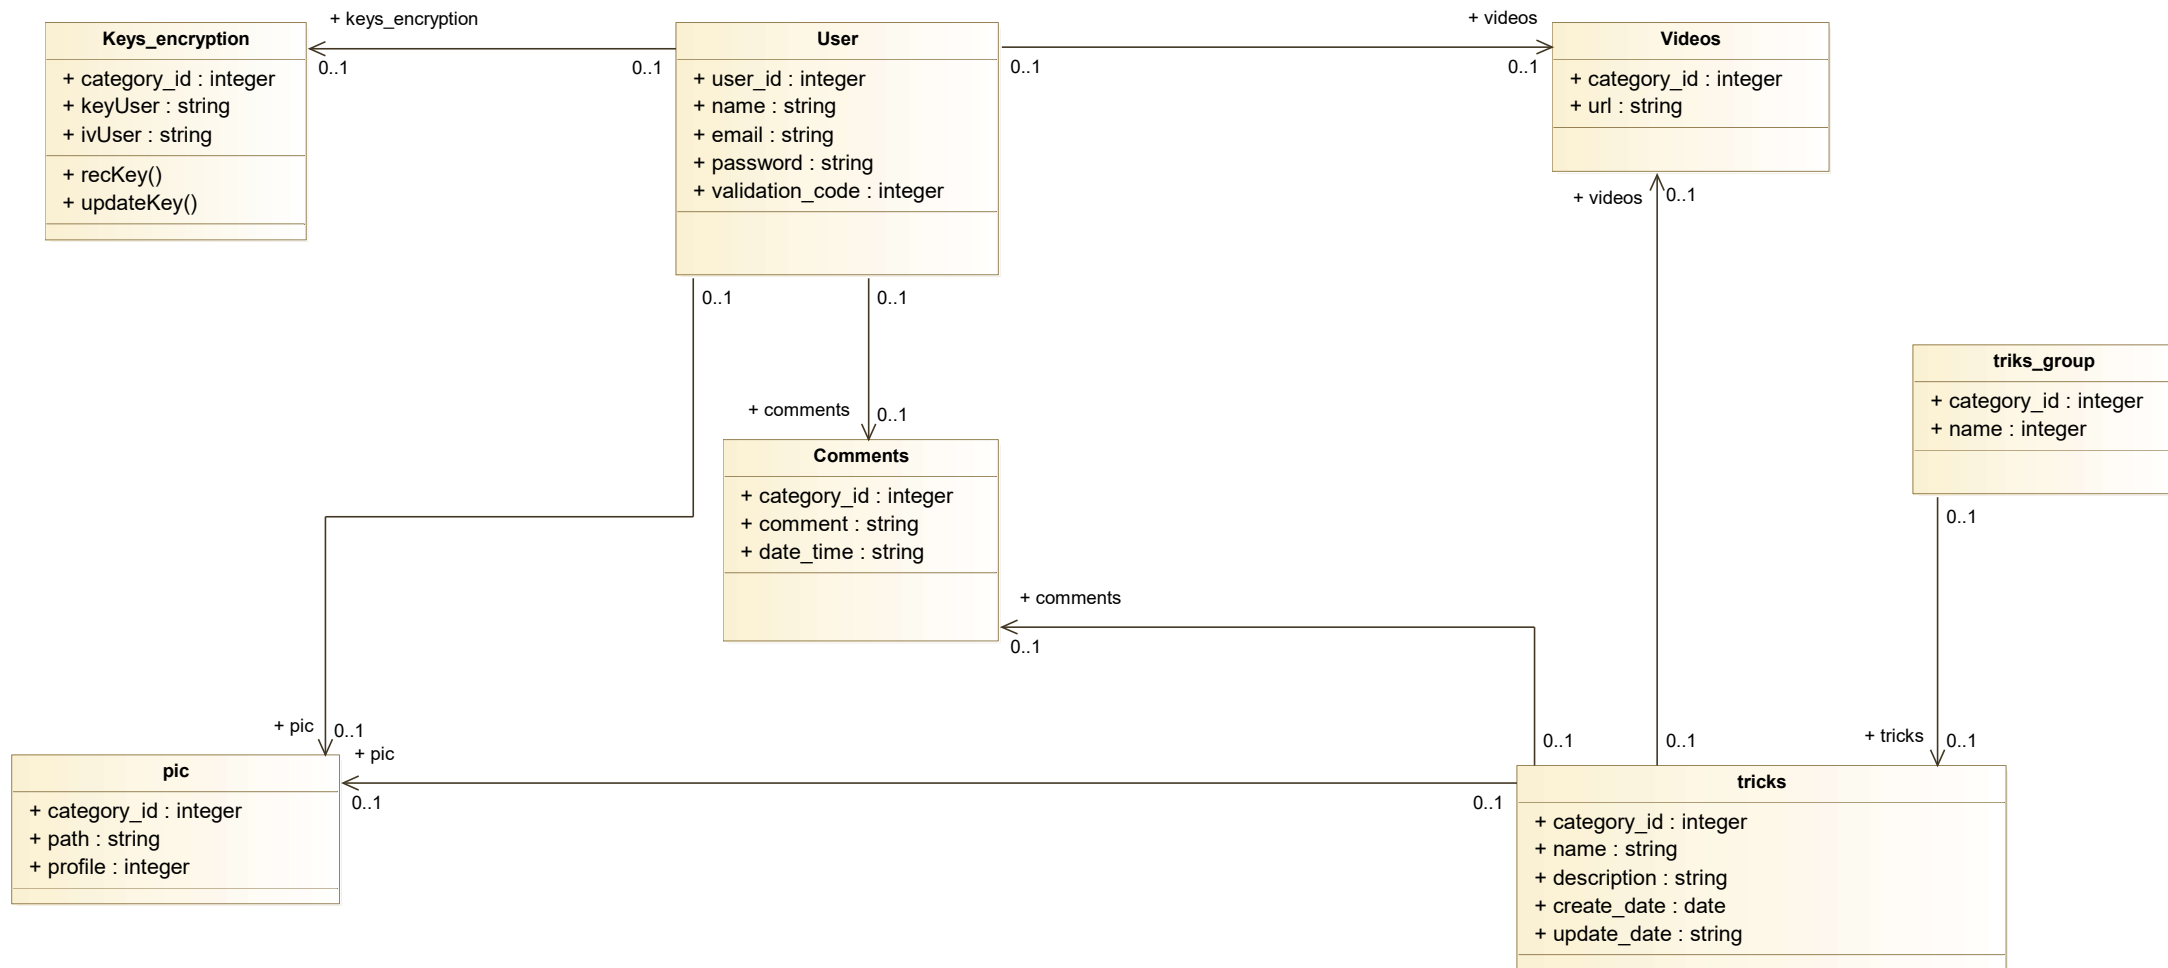 + keys_encryption
Keys_encryption
+ category_id : integer
+ keyUser : string
+ ivUser : string
+ recKey()
+ updateKey()
0..1
0..1
User
+ user_id : integer
+ name : string
+ email : string
+ password : string
+ validation_code : integer
0..1
+ videos
0..1
Videos
+ category_id : integer
+ url : string
+ videos
0..1
0..1
0..1
+ comments
0..1
Comments
+ category_id : integer
+ comment : string
+ date_time : string
+ comments
0..1
triks_group
+ category_id : integer
+ name : integer
0..1
+ pic
0..1
+ pic
0..1
pic
+ category_id : integer
+ path : string
+ profile : integer
0..1
0..1
0..1
+ tricks
0..1
tricks
+ category_id : integer
+ name : string
+ description : string
+ create_date : date
+ update_date : string